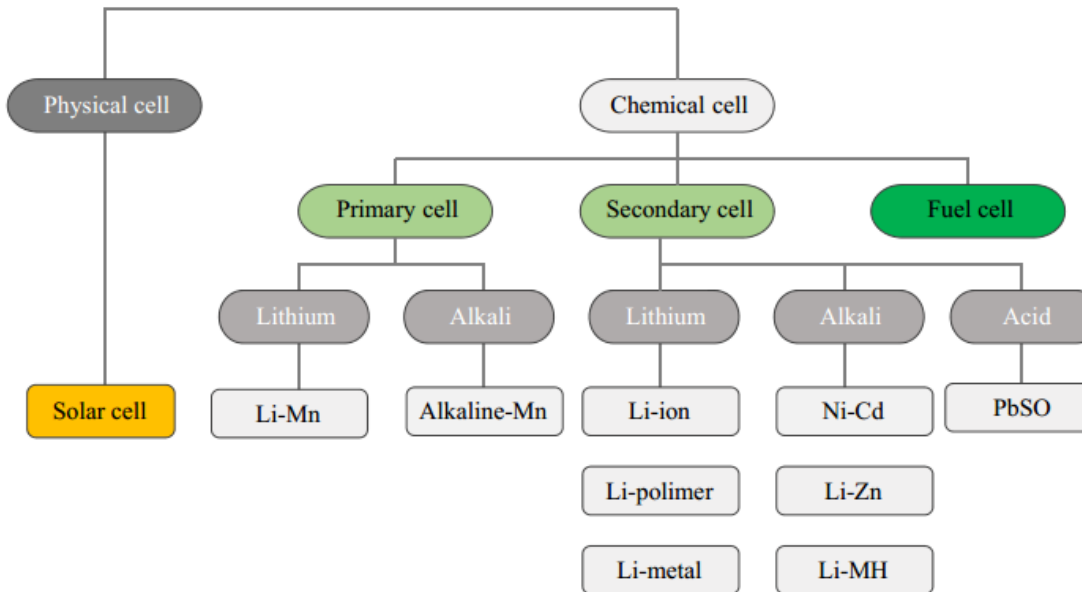 Physical cell
Chemical cell
Primary cell
Secondary cell
Fuel cell
Lithium
Alkali
Lithium
Alkali
Acid
Solar cell
Li-Mn
Alkaline-Mn
Li-ion
Ni-Cd
PbSO
Li-polimer
Li-Zn
Li-metal
Li-MH